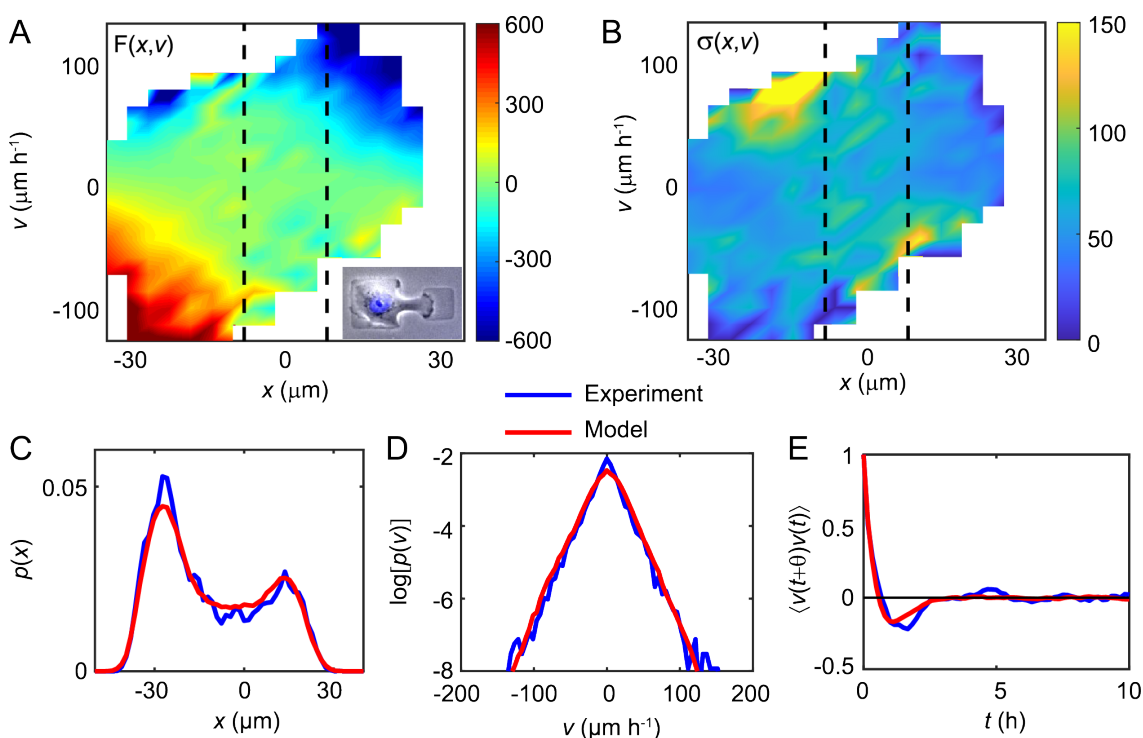 A
F(x,v)
v (μm h⁻¹)
100
0
-100
-30
0
30
x (μm)
600
300
0
-300
-600
B
σ(x,v)
v (μm h⁻¹)
100
0
-100
-30
0
30
x (μm)
150
100
50
0
Experiment
Model
C
p(x)
0.05
0
-30
0
30
x (μm)
D
log[p(v)]
-2
-4
-6
-8
-200
-100
0
100
200
v (μm h⁻¹)
E
⟨v(t+θ)v(t)⟩
1
0.5
0
-0.5
0
5
10
t (h)